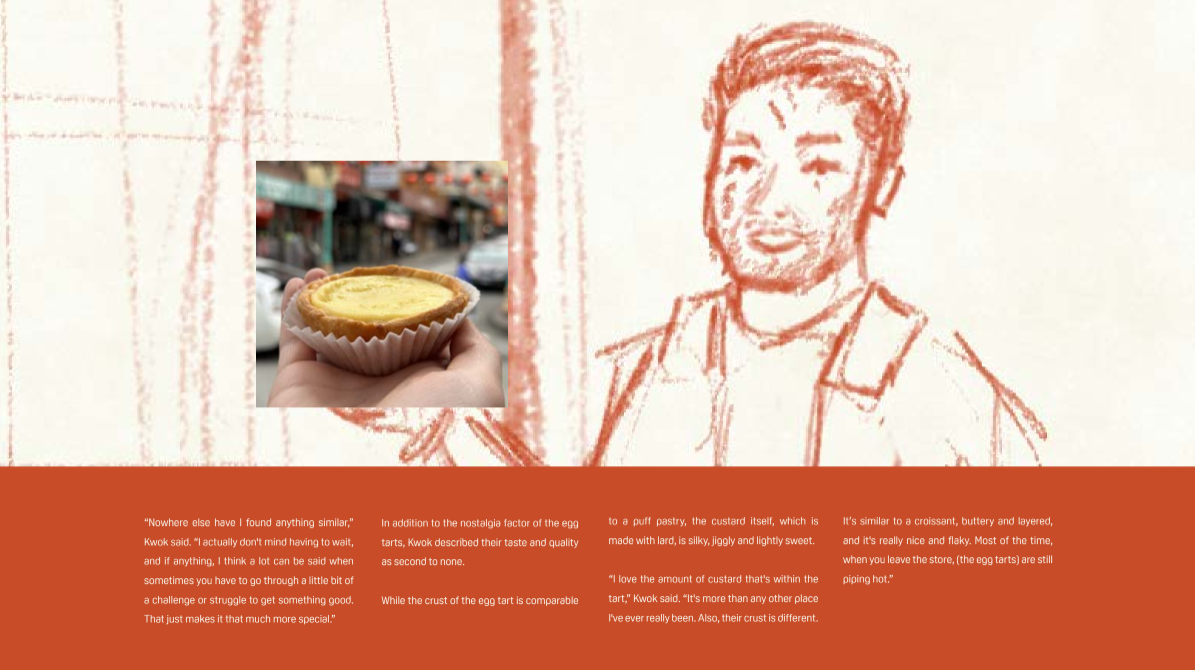 “Nowhere else have I found anything similar,”
Kwok said. “I actually don't mind having to wait,
and if anything, I think a lot can be said when
sometimes you have to go through a little bit of
a challenge or struggle to get something good.
That just makes it that much more special.”
In addition to the nostalgia factor of the egg
tarts, Kwok described their taste and quality
as second to none.
While the crust of the egg tart is comparable
to a puff pastry, the custard itself, which is
made with lard, is silky, jiggly and lightly sweet.
“I love the amount of custard that's within the
tart,” Kwok said. “It's more than any other place
I've ever really been. Also, their crust is different.
It's similar to a croissant, buttery and layered,
and it's really nice and flaky. Most of the time,
when you leave the store, (the egg tarts) are still
piping hot.”